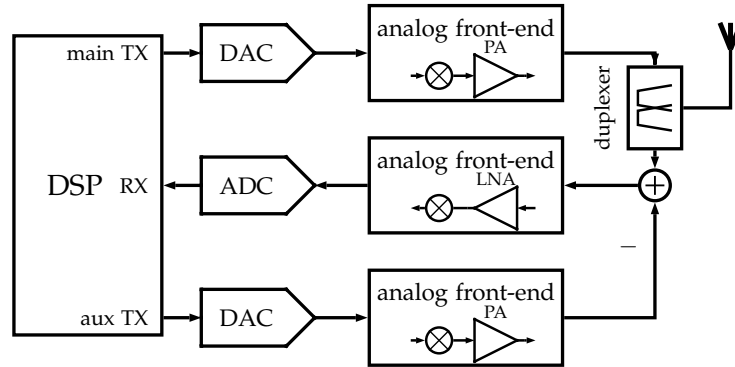 main TX
DAC
analog front-end
PA
duplexer
DSP
RX
ADC
analog front-end
LNA
−
aux TX
DAC
analog front-end
PA